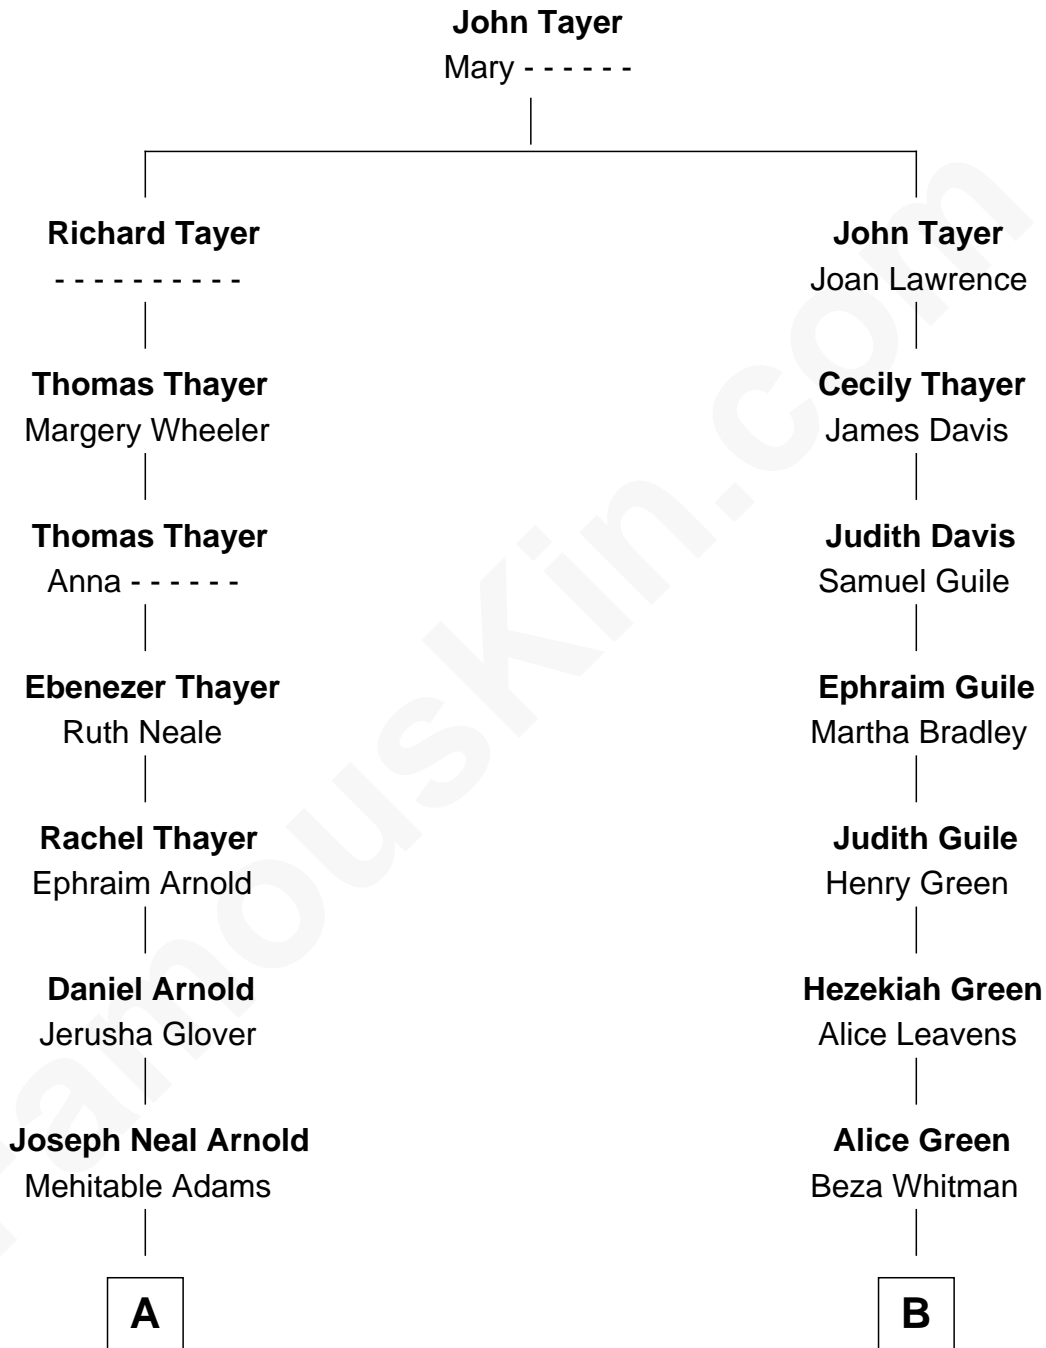 John Tayer
Mary - - - - - -
Richard Tayer
- - - - - - - - - -
Thomas Thayer
Margery Wheeler
Thomas Thayer
Anna - - - - - -
Ebenezer Thayer
Ruth Neale
Rachel Thayer
Ephraim Arnold
Daniel Arnold
Jerusha Glover
Joseph Neal Arnold
Mehitable Adams
A
John Tayer
Joan Lawrence
Cecily Thayer
James Davis
Judith Davis
Samuel Guile
Ephraim Guile
Martha Bradley
Judith Guile
Henry Green
Hezekiah Green
Alice Leavens
Alice Green
Beza Whitman
B
FamousKin.com